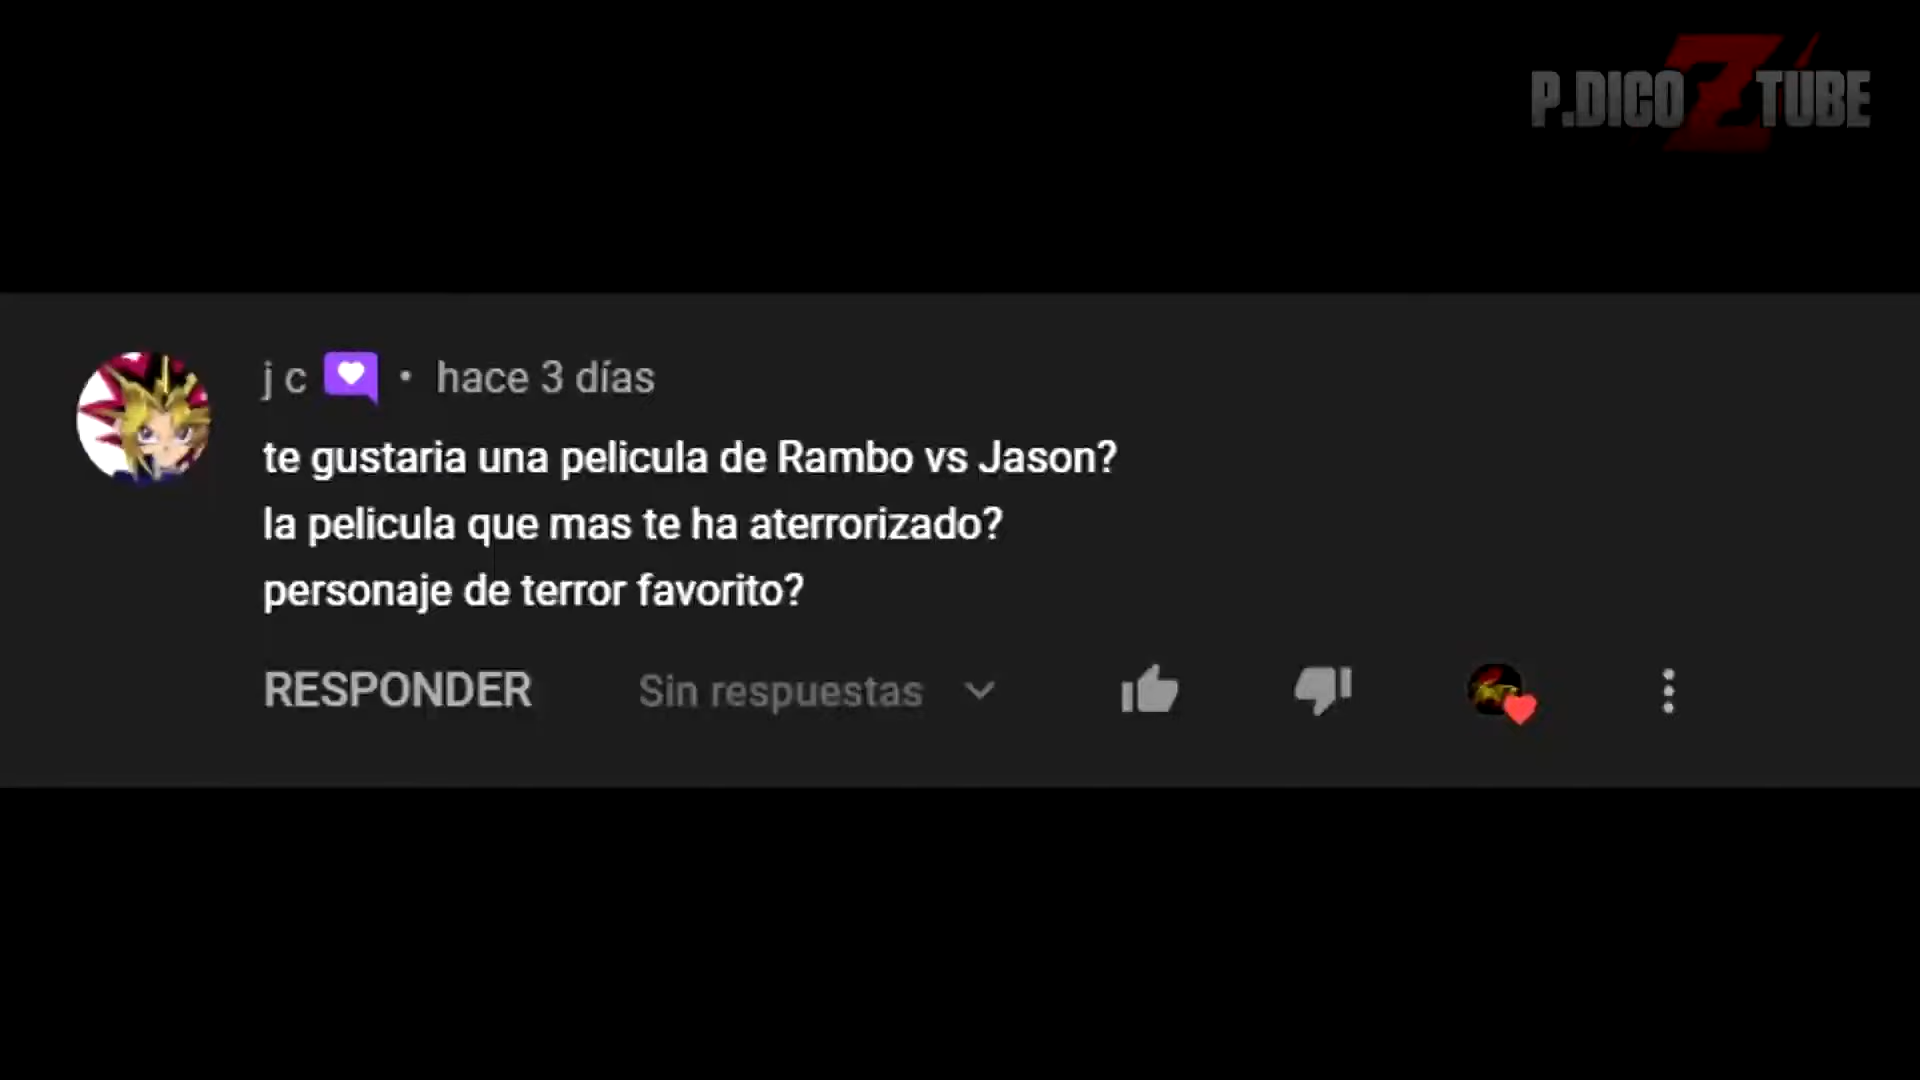 P.DICO Z TUBE
j c • hace 3 días
te gustaria una pelicula de Rambo vs Jason?
la pelicula que mas te ha aterrorizado?
personaje de terror favorito?
RESPONDER Sin respuestas